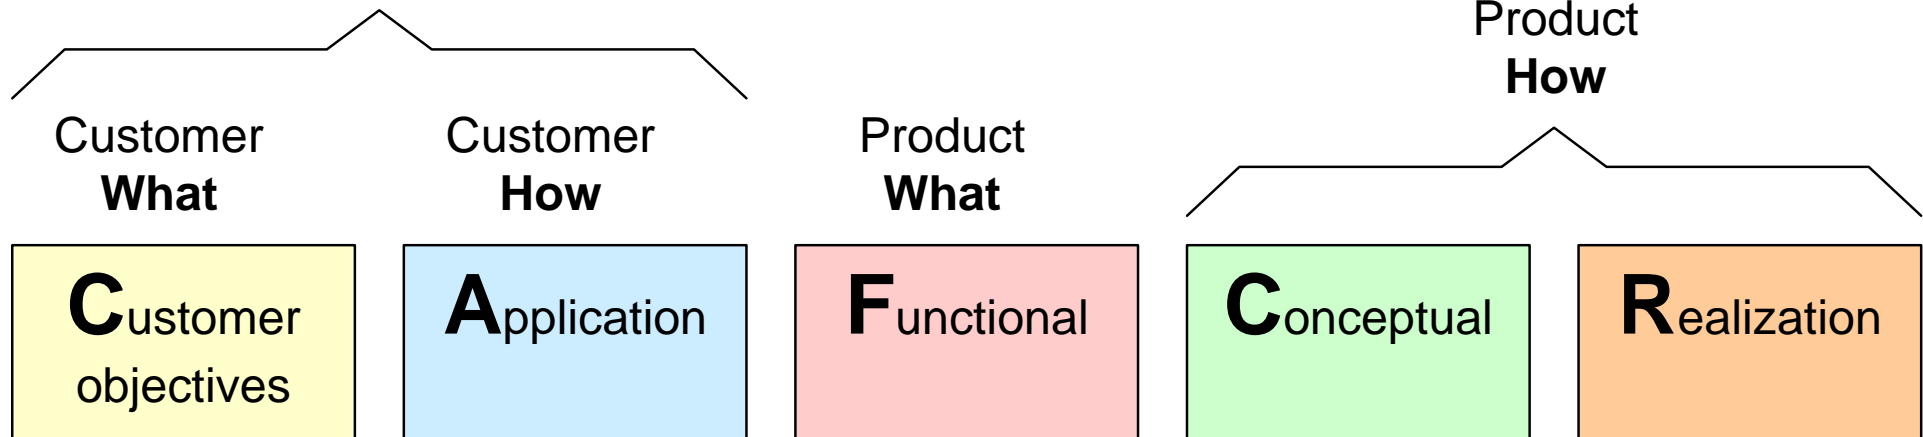 Product
How
Customer
What
Customer
How
Product
What
Customer
objectives
Application
Functional
Conceptual
Realization